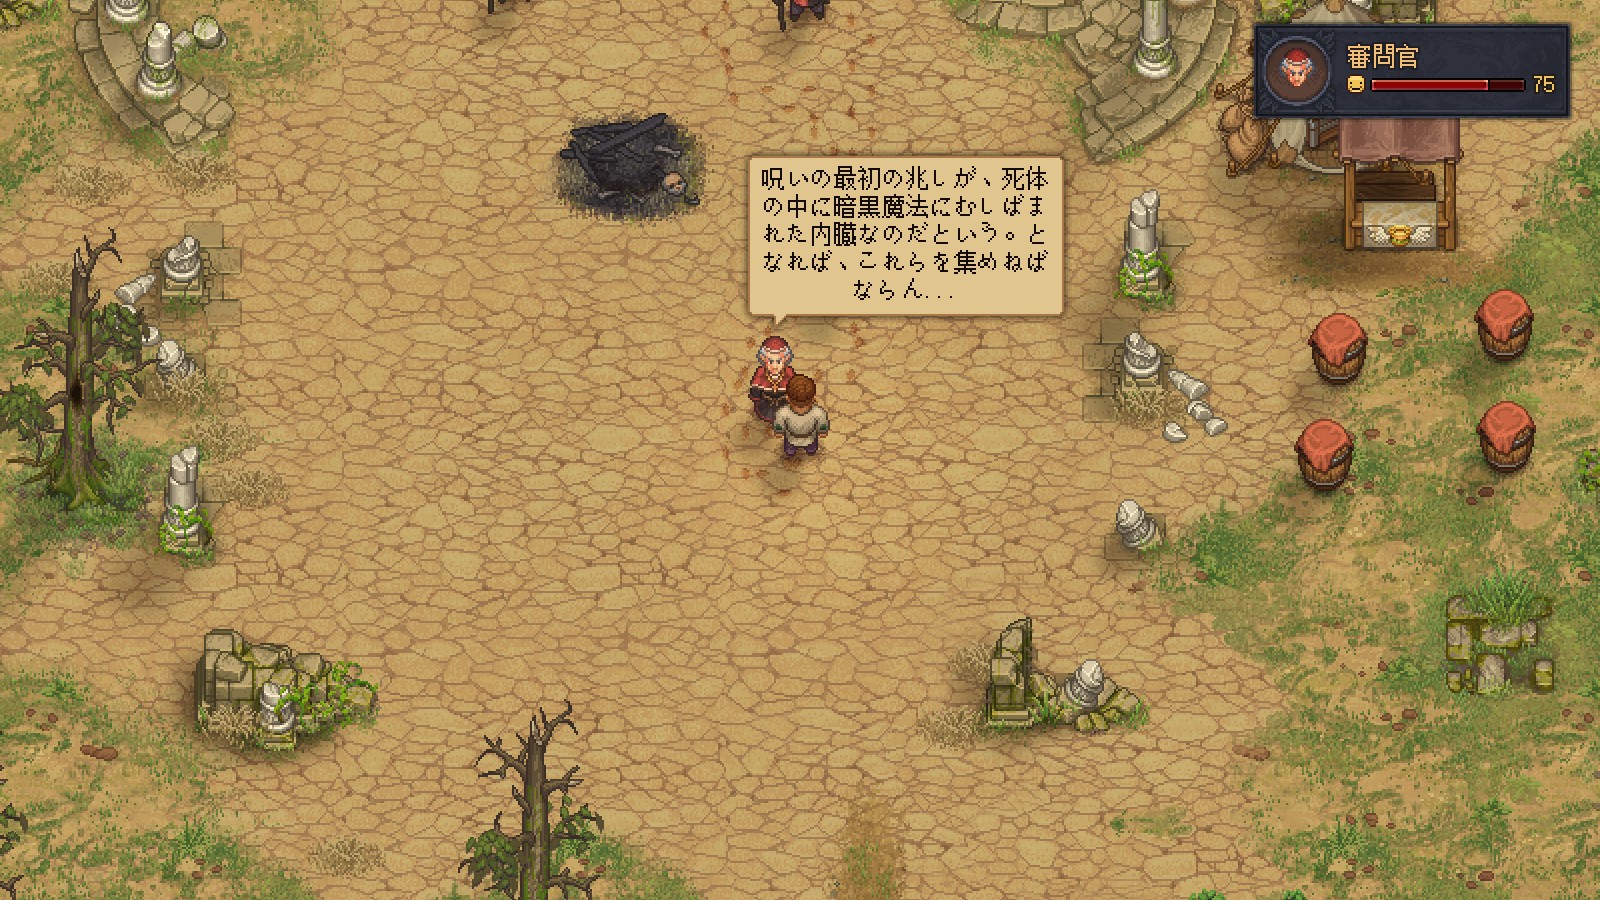 審問官
75
呪いの最初の兆しが、死体
の中に暗黒魔法にむしばま
れた内臓なのだという。と
なれば、これらを集めねば
ならん...